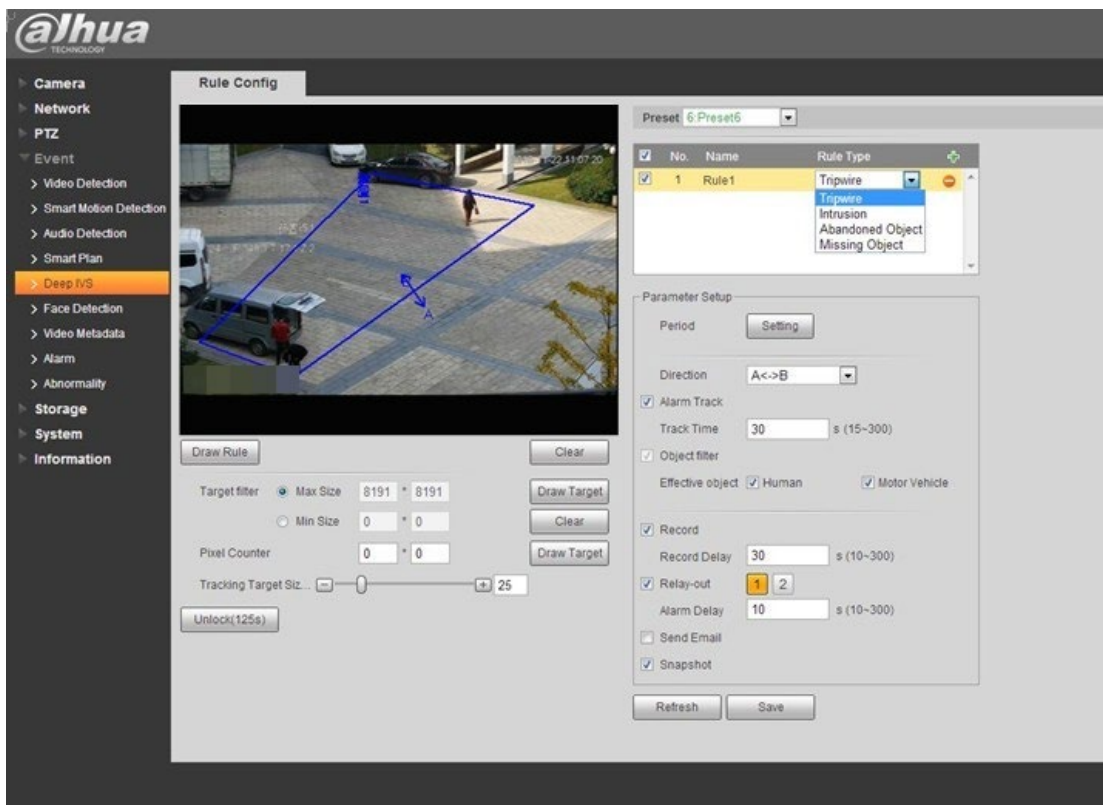 alhua
TECHNOLOGY
Camera
Network
PTZ
Event
Video Detection
Smart Motion Detection
Audio Detection
Smart Plan
Deep IVS
Face Detection
Video Metadata
Alarm
Abnormality
Storage
System
Information
Rule Config
22 11:07:20
A
Draw Rule
Clear
Target filter Max Size 8191 * 8191 Draw Target
Min Size 0 * 0 Clear
Pixel Counter 0 * 0 Draw Target
Tracking Target Siz... 25
Unlock(125s)
Preset 6:Preset6
No. Name Rule Type
1 Rule1 Tripwire
Tripwire
Intrusion
Abandoned Object
Missing Object
Parameter Setup
Period Setting
Direction A<->B
Alarm Track
Track Time 30 s (15~300)
Object filter
Effective object Human Motor Vehicle
Record
Record Delay 30 s (10~300)
Relay-out 1 2
Alarm Delay 10 s (10~300)
Send Email
Snapshot
Refresh Save